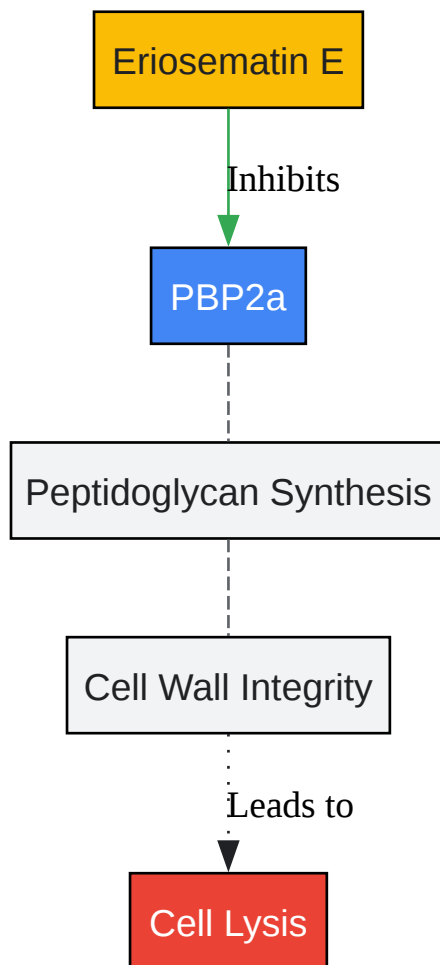 Eriosematin E
Inhibits
PBP2a
Peptidoglycan Synthesis
Cell Wall Integrity
Leads to
Cell Lysis